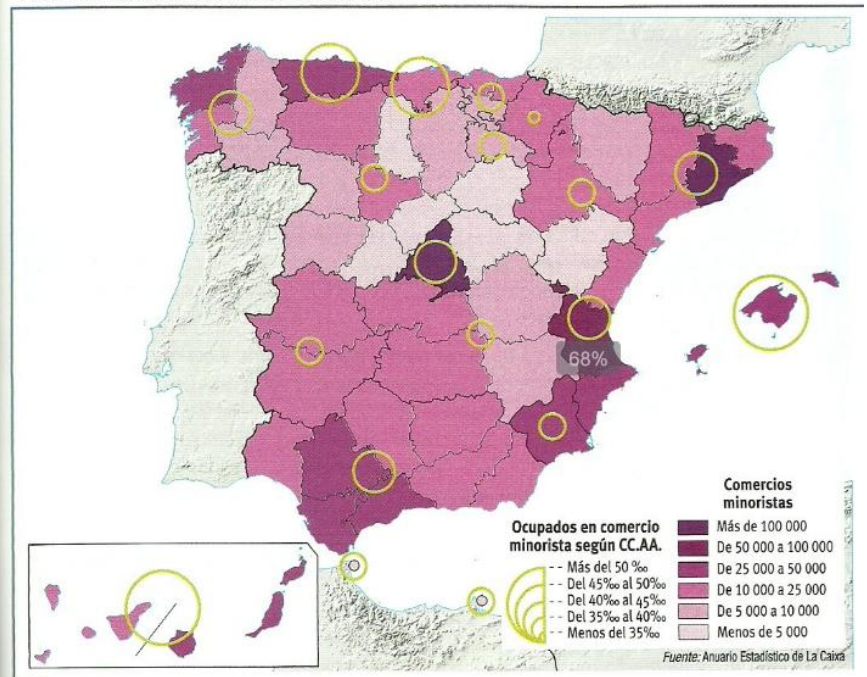 68%
Ocupados en comercio
minorista según CC.AA.
Más del 50 ‰
Del 45‰ al 50‰
Del 40‰ al 45‰
Del 35‰ al 40‰
Menos del 35‰
Comercios
minoristas
Más de 100 000
De 50 000 a 100 000
De 25 000 a 50 000
De 10 000 a 25 000
De 5 000 a 10 000
Menos de 5 000
Fuente: Anuario Estadístico de La Caixa